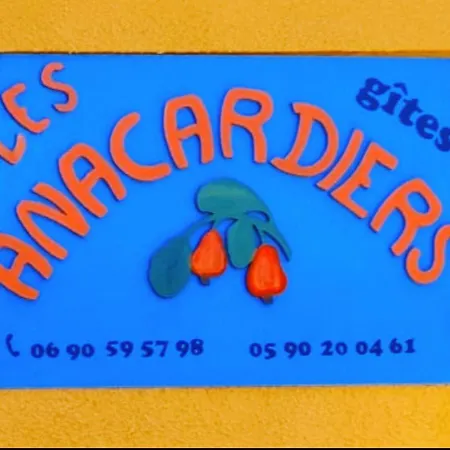 LES
gîtes
ANACARDIERS
06 90 59 57 98 05 90 20 04 61